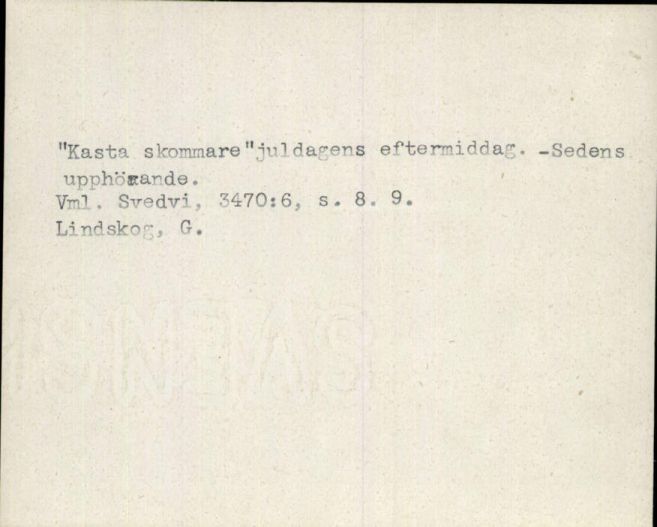 "Kasta skommare"juldagens eftermiddag. -Sedens
upphörande.
Vml. Svedvi, 3470:6, s. 8. 9.
Lindskog, G.